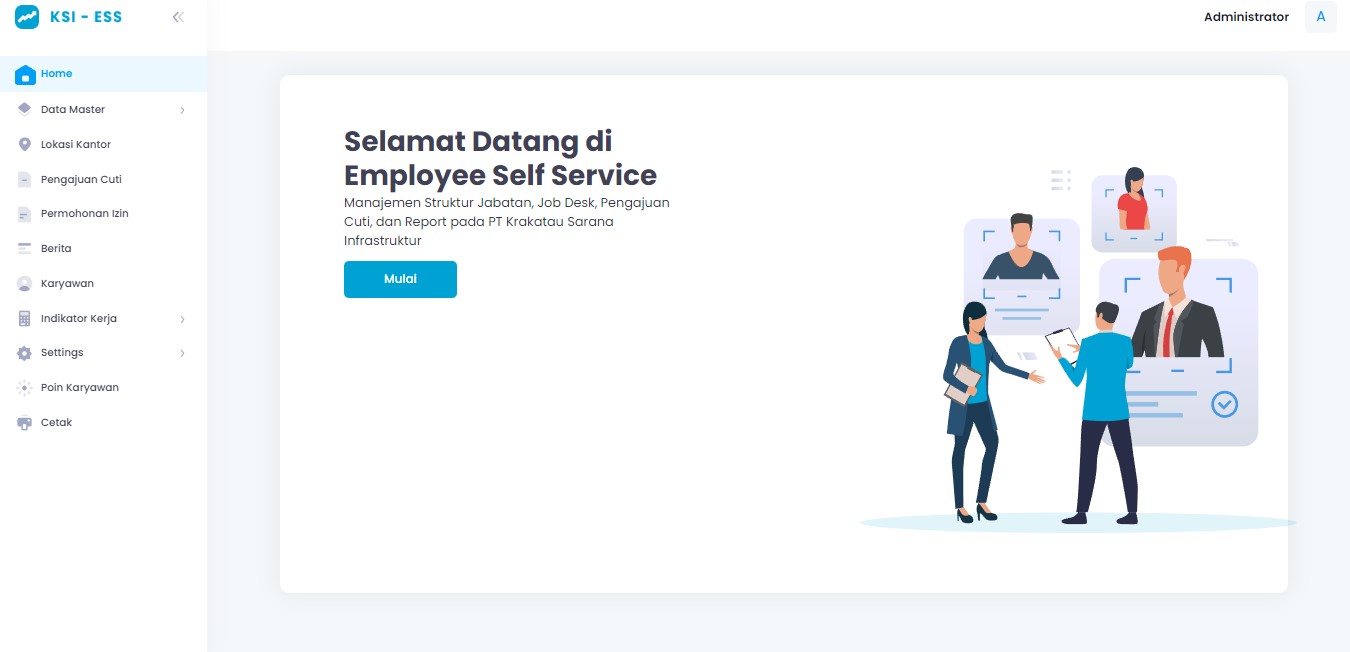 KSI - ESS
Administrator
A
Home
Data Master
Lokasi Kantor
Pengajuan Cuti
Permohonan Izin
Berita
Karyawan
Indikator Kerja
Settings
Poin Karyawan
Cetak
Selamat Datang di
Employee Self Service
Manajemen Struktur Jabatan, Job Desk, Pengajuan
Cuti, dan Report pada PT Krakatau Sarana
Infrastruktur
Mulai